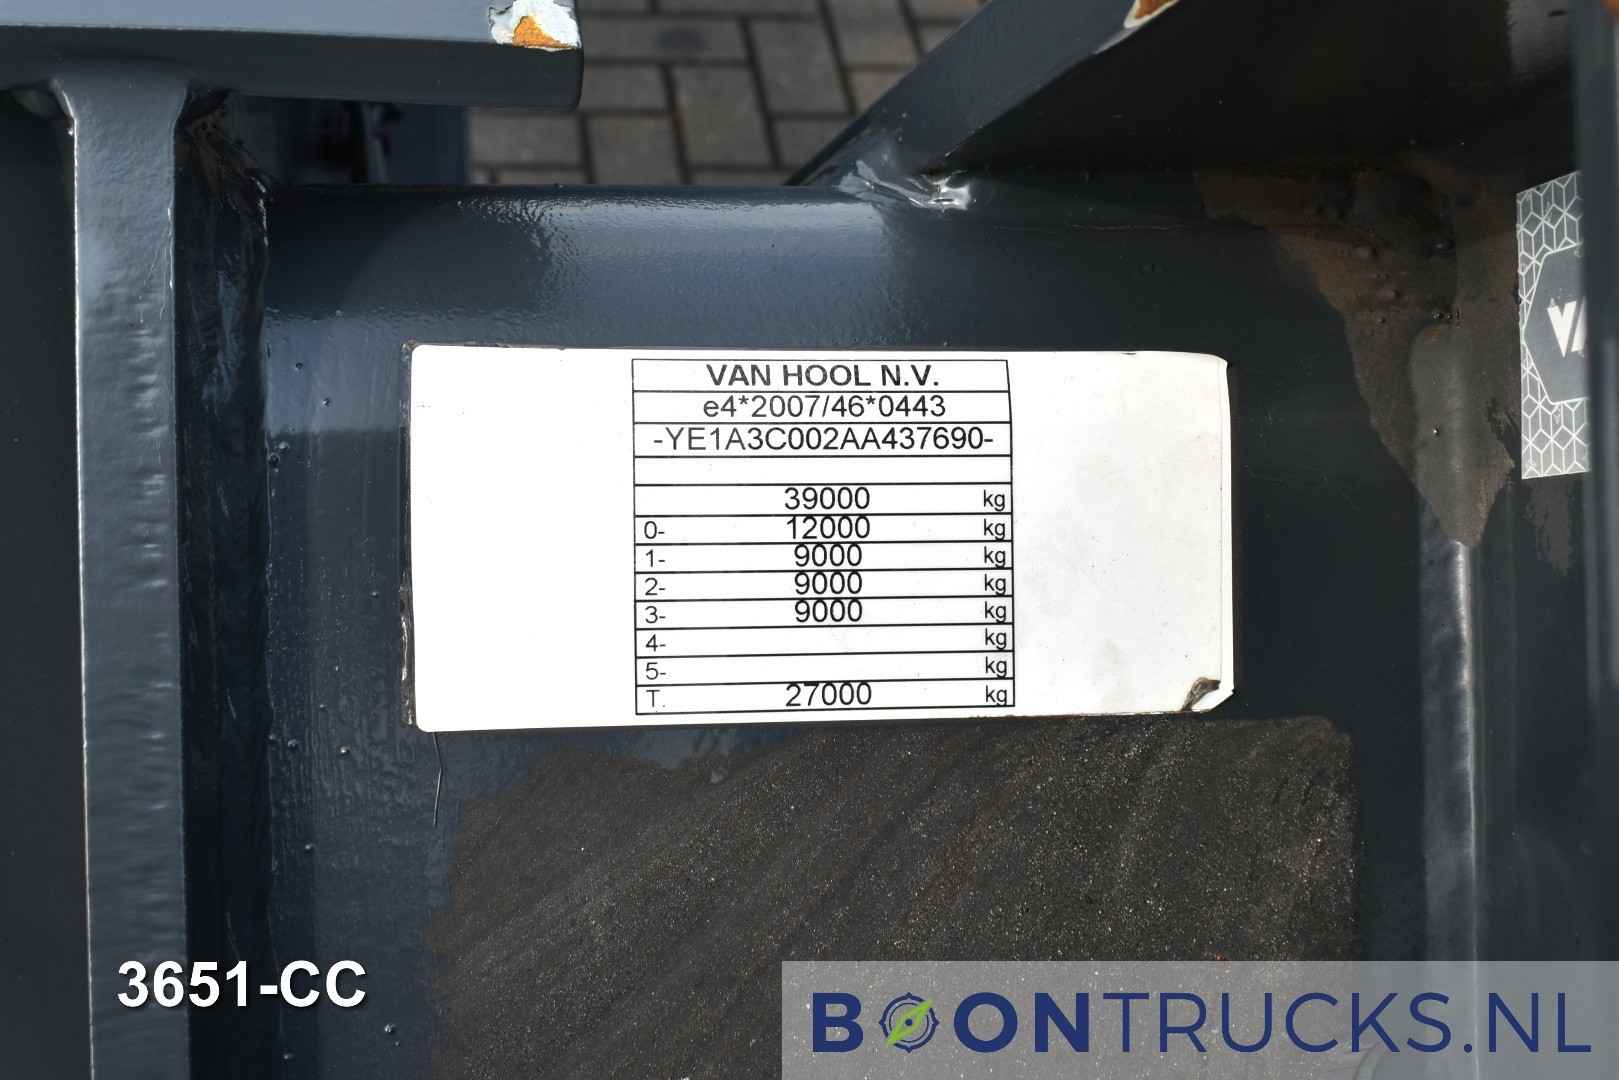 VAN HOOL N.V.
e4*2007/46*0443
-YE1A3C002AA437690-
39000 kg
0- 12000 kg
1- 9000 kg
2- 9000 kg
3- 9000 kg
4- kg
5- kg
T. 27000 kg
VA
3651-CC
BOONTRUCKS.NL